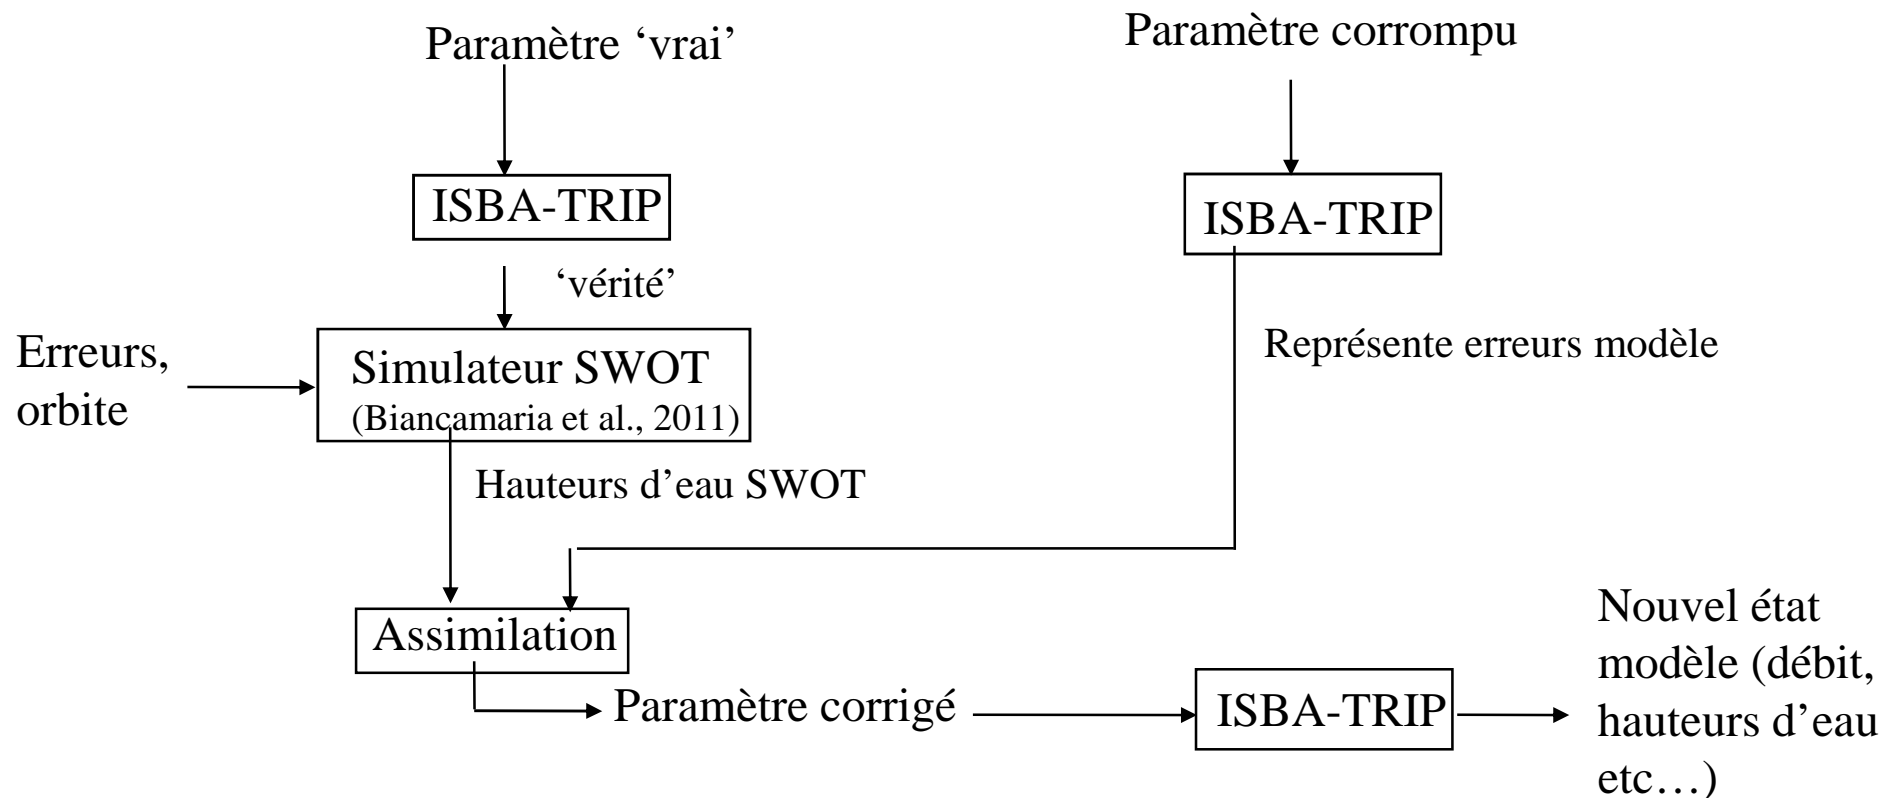 Paramètre ‘vrai’
Paramètre corrompu
ISBA-TRIP
ISBA-TRIP
‘vérité’
Erreurs,
orbite
Simulateur SWOT
(Biancamaria et al., 2011)
Représente erreurs modèle
Hauteurs d’eau SWOT
Assimilation
Paramètre corrigé
ISBA-TRIP
Nouvel état
modèle (débit,
hauteurs d’eau
etc…)